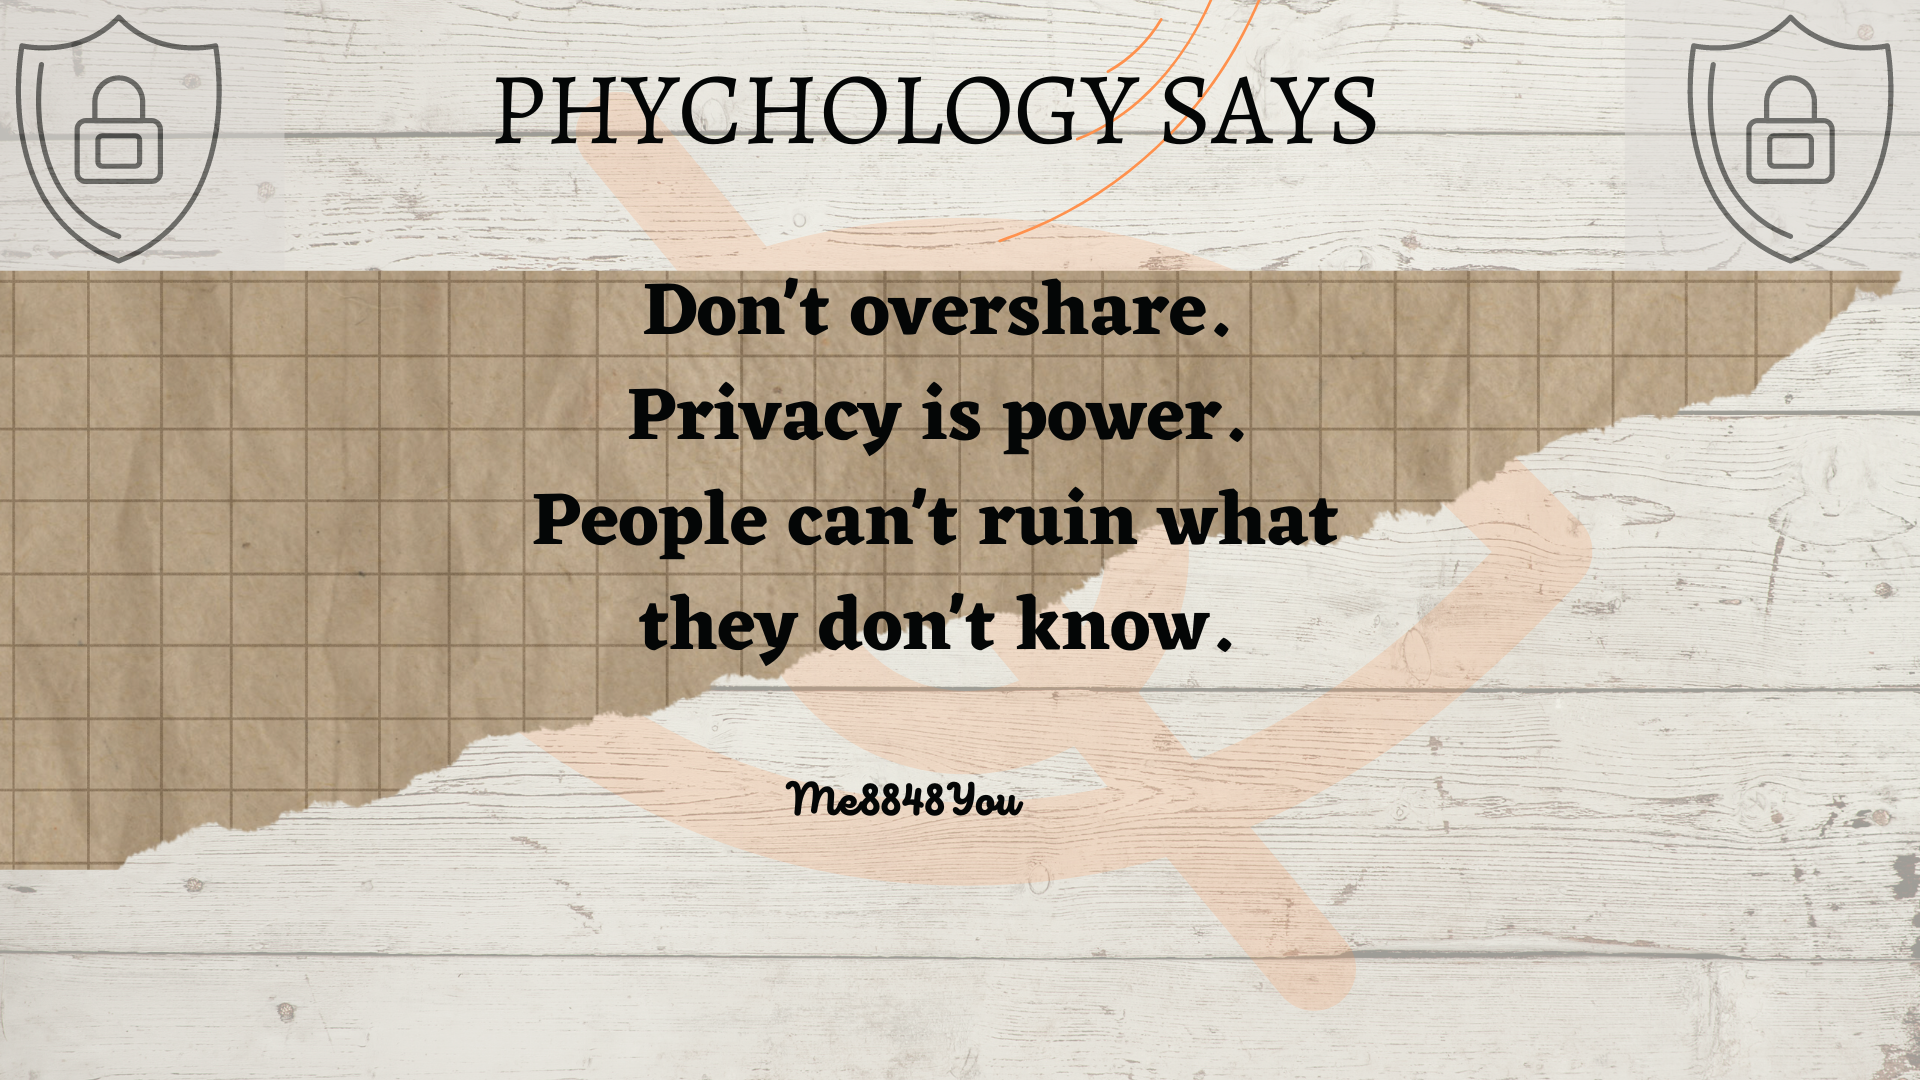 PHYCHOLOGY SAYS
Don't overshare.
Privacy is power.
People can't ruin what
they don't know.
Me8848You